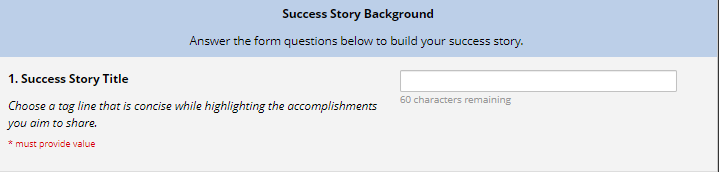 Success Story Background
Answer the form questions below to build your success story.
1. Success Story Title
Choose a tag line that is concise while highlighting the accomplishments
you aim to share.
* must provide value
60 characters remaining